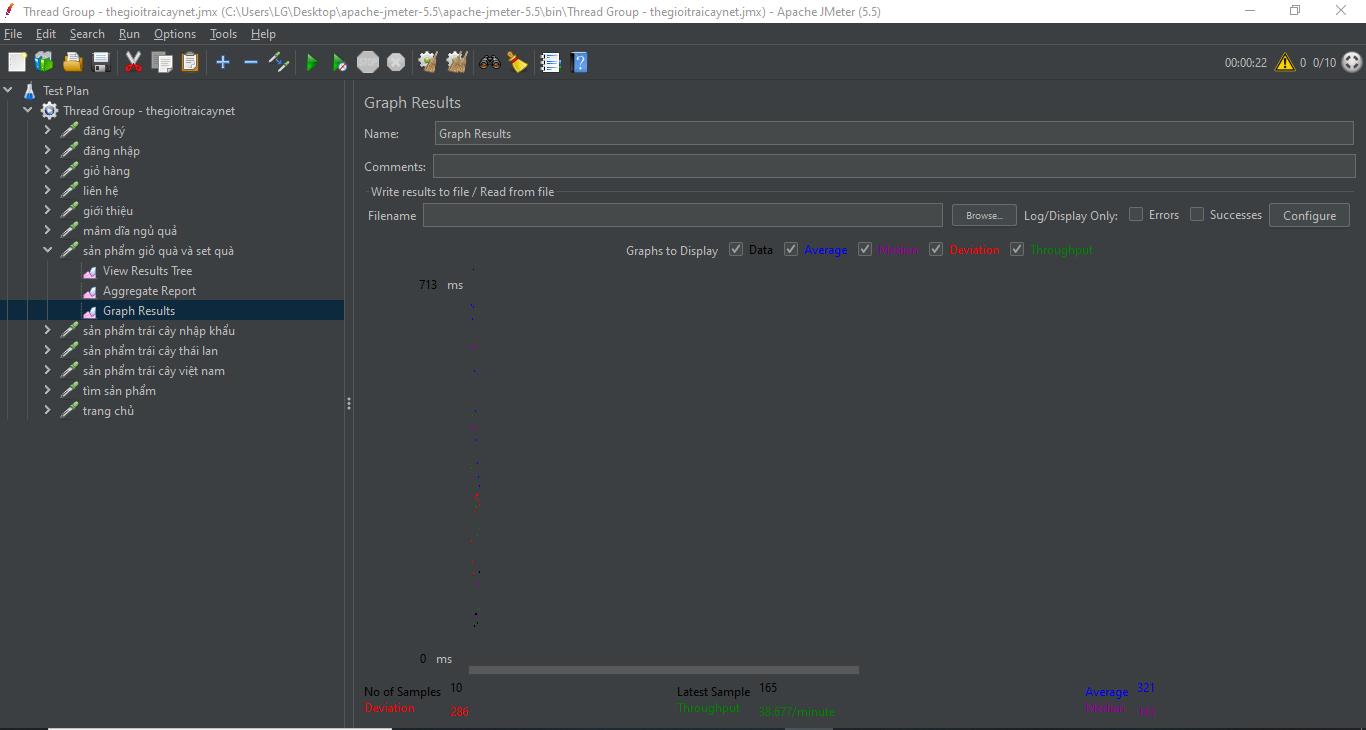 Thread Group - thegioitraicaynet.jmx (C:\Users\LG\Desktop\apache-jmeter-5.5\apache-jmeter-5.5\bin\Thread Group - thegioitraicaynet.jmx) - Apache JMeter (5.5)
File Edit Search Run Options Tools Help
STOP 00:00:22 0 0/10
Test Plan
Thread Group - thegioitraicaynet
đăng ký
đăng nhập
giỏ hàng
liên hệ
giới thiệu
mâm dĩa ngủ quả
sản phẩm giỏ quà và set quà
View Results Tree
Aggregate Report
Graph Results
sản phẩm trái cây nhập khẩu
sản phẩm trái cây thái lan
sản phẩm trái cây việt nam
tìm sản phẩm
trang chủ
Graph Results
Name: Graph Results
Comments:
Write results to file / Read from file
Filename Browse... Log/Display Only: Errors Successes Configure
Graphs to Display Data Average Median Deviation Throughput
713 ms
0 ms
No of Samples 10 Latest Sample 165 Average 321
Deviation 286 Throughput 38.677/minute Median